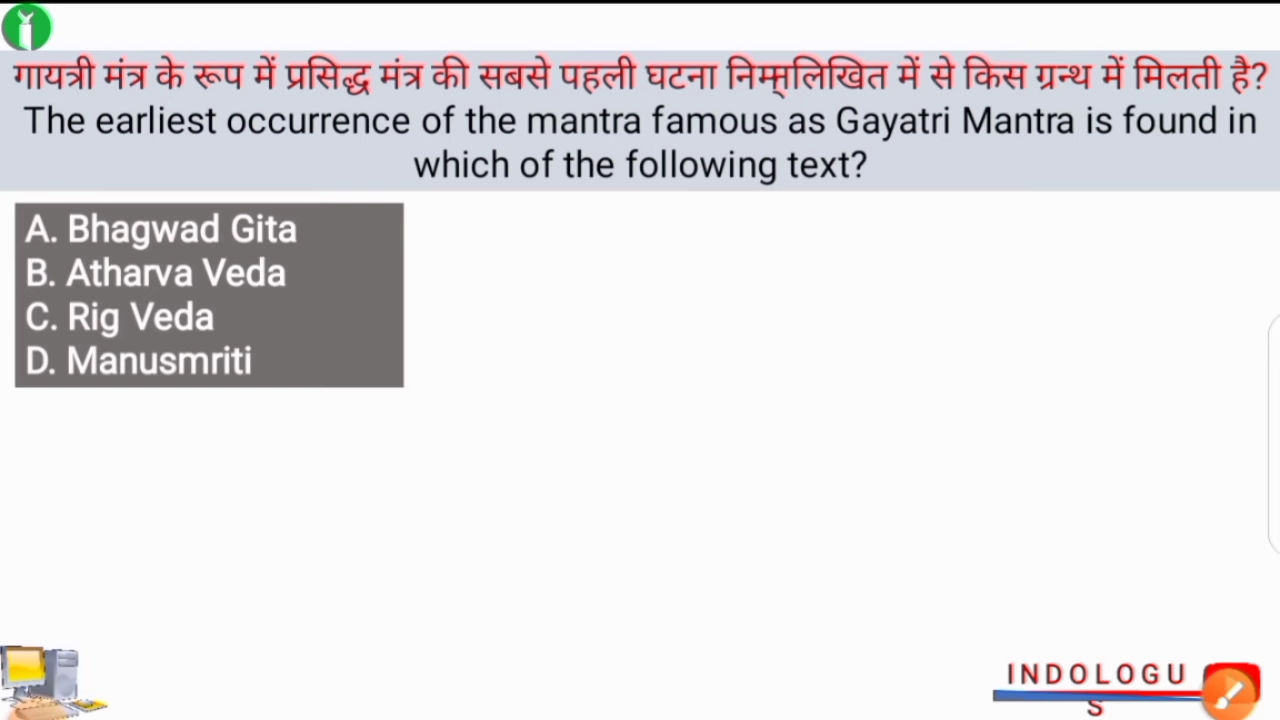 गायत्री मंत्र के रूप में प्रसिद्ध मंत्र की सबसे पहली घटना निम्नलिखित में से किस ग्रन्थ में मिलती है?
The earliest occurrence of the mantra famous as Gayatri Mantra is found in
which of the following text?
A. Bhagwad Gita
B. Atharva Veda
C. Rig Veda
D. Manusmriti
INDOLOGU
S